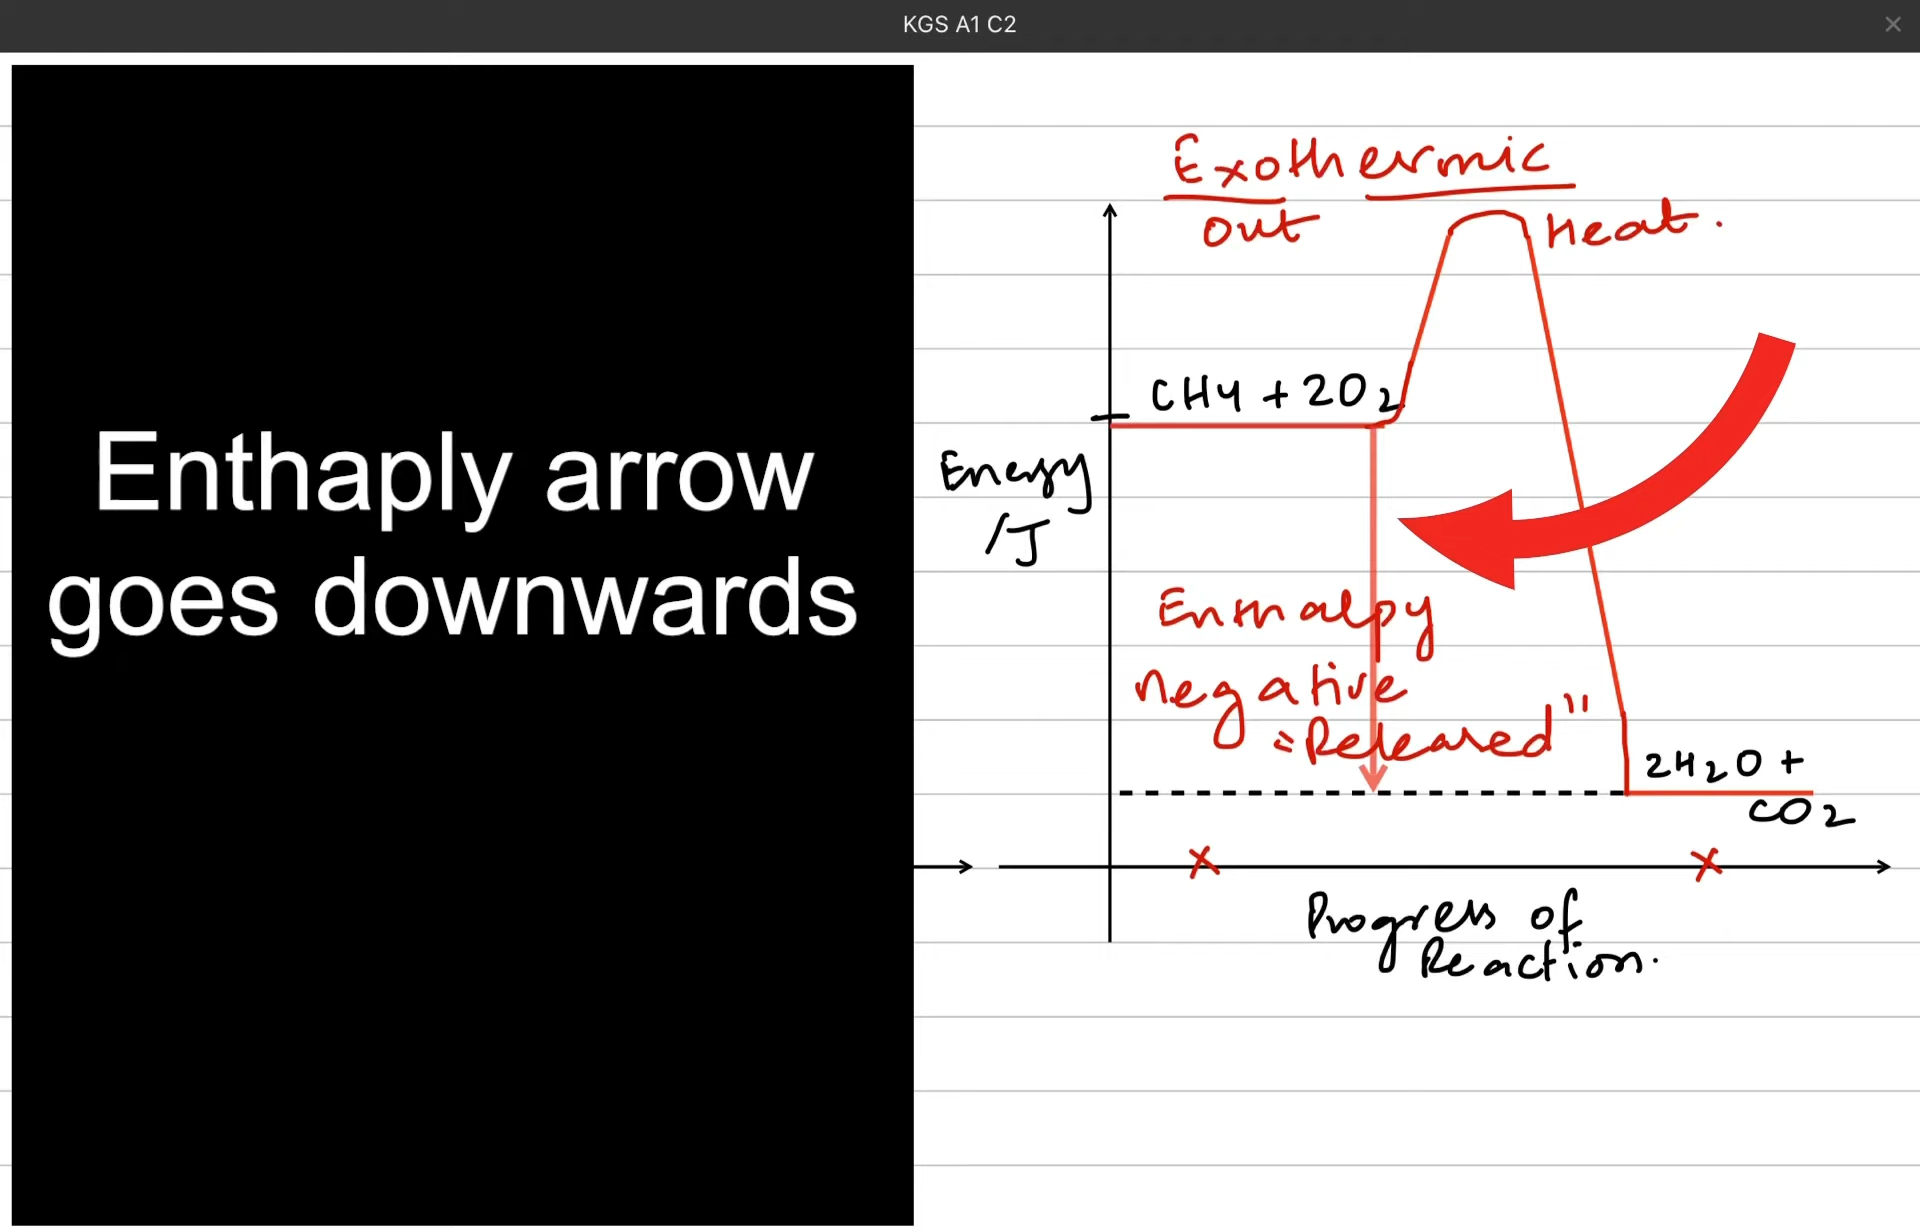 KGS A1 C2
Enthaply arrow
goes downwards
Exothermic
out
Heat.
CH4 + 2O2
Energy
/J
Enthalpy
negative
"Released"
2H2O +
CO2
Progress of
Reaction.